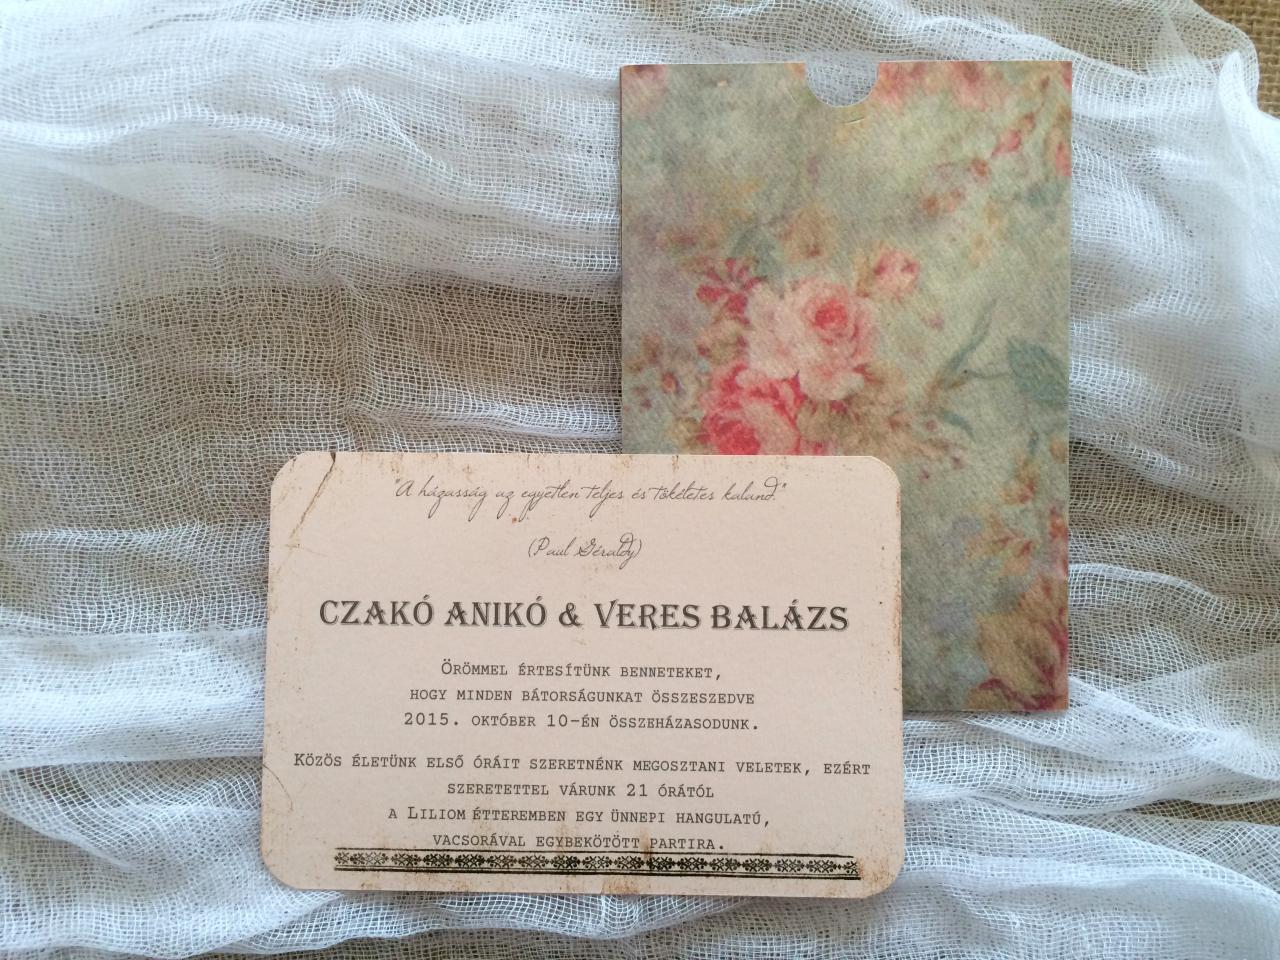 "A házasság az egyetlen teljes és tökéletes kaland."
(Paul Géraldy)
CZAKÓ ANIKÓ & VERES BALÁZS
ÖRÖMMEL ÉRTESÍTÜNK BENNETEKET,
HOGY MINDEN BÁTORSÁGUNKAT ÖSSZESZEDVE
2015. OKTÓBER 10-ÉN ÖSSZEHÁZASODUNK.
KÖZÖS ÉLETÜNK ELSŐ ÓRÁIT SZERETNÉNK MEGOSZTANI VELETEK, EZÉRT
SZERETETTEL VÁRUNK 21 ÓRÁTÓL
A LILIOM ÉTTEREMBEN EGY ÜNNEPI HANGULATÚ,
VACSORÁVAL EGYBEKÖTÖTT PARTIRA.